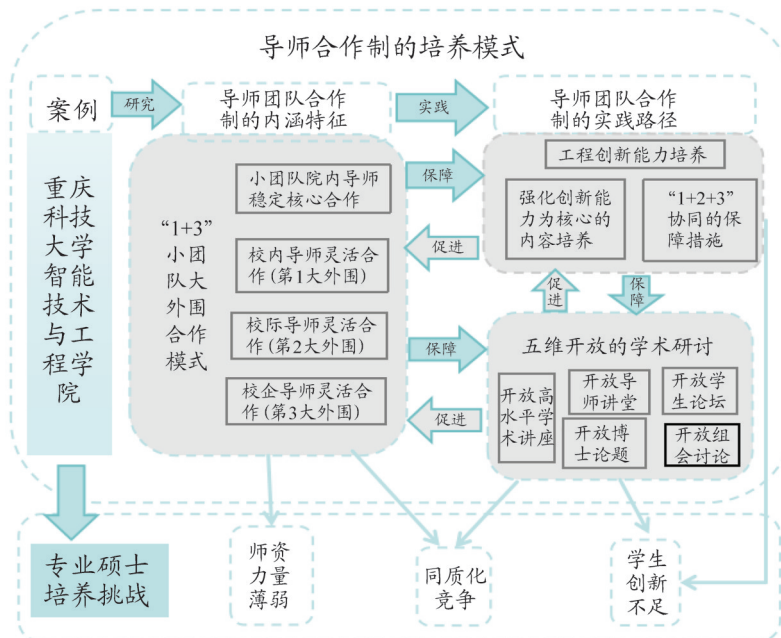 导师合作制的培养模式
案例
研究
导师团队合作
制的内涵特征
实践
导师团队合作
制的实践路径
重庆
科技
大学
智能
技术
与工
程学
院
“1+3”
小团
队大
外围
合作
模式
小团队院内导师
稳定核心合作
校内导师灵活合
作(第1大外围)
校际导师灵活合
作(第2大外围)
校企导师灵活合
作(第3大外围)
保障
促进
工程创新能力培养
强化创新能
力为核心的
内容培养
“1+2+3”
协同的保
障措施
促
进
保
障
保障
促进
五维开放的学术研讨
开放高
水平学
术讲座
开放导
师讲堂
开放学
生论坛
开放博
士论题
开放组
会讨论
专业硕士
培养挑战
师资
力量
薄弱
同质化
竞争
学生
创新
不足